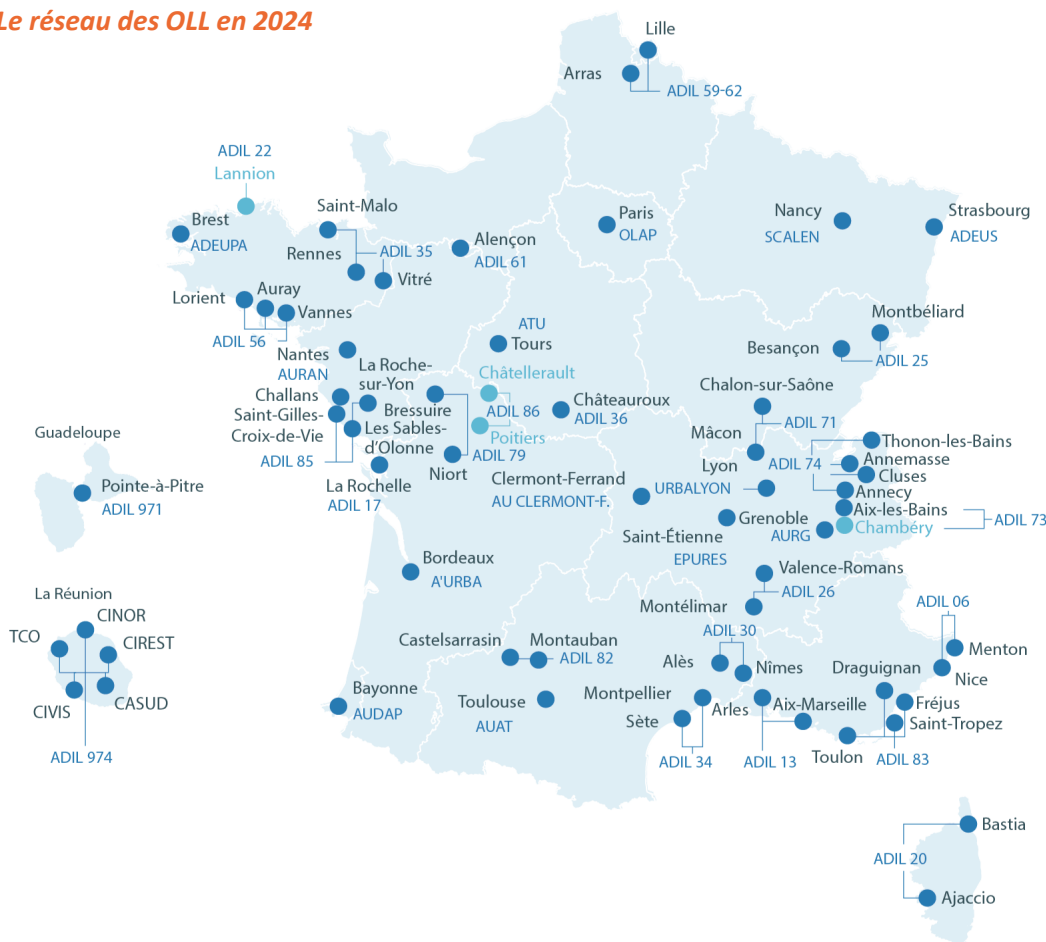 Le réseau des OLL en 2024
Lille
Arras
ADIL 59-62
ADIL 22
Lannion
Saint-Malo
Brest
ADEUPA
Rennes
ADIL 35
Vitré
Alençon
ADIL 61
Paris
OLAP
Nancy
SCALEN
Strasbourg
ADEUS
Lorient
Auray
Vannes
ADIL 56
ATU
Tours
Montbéliard
Besançon
ADIL 25
Nantes
AURAN
La Roche-
sur-Yon
Châtellerault
Challans
Saint-Gilles-
Croix-de-Vie
Bressuire
Les Sables-
d'Olonne
ADIL 85
ADIL 86
Poitiers
ADIL 79
Niort
Châteauroux
ADIL 36
Chalon-sur-Saône
ADIL 71
Mâcon
La Rochelle
ADIL 17
Clermont-Ferrand
AU CLERMONT-F.
Lyon
URBALYON
ADIL 74
Thonon-les-Bains
Annemasse
Cluses
Annecy
Aix-les-Bains
Chambéry
ADIL 73
Saint-Étienne
EPURES
Grenoble
AURG
Guadeloupe
Pointe-à-Pitre
ADIL 971
Bordeaux
A'URBA
Valence-Romans
ADIL 26
Montélimar
La Réunion
CINOR
TCO
CIREST
CIVIS
CASUD
ADIL 974
Castelsarrasin
Montauban
ADIL 82
ADIL 30
Alès
Nîmes
ADIL 06
Menton
Nice
Bayonne
AUDAP
Toulouse
AUAT
Montpellier
Sète
ADIL 34
Arles
Aix-Marseille
ADIL 13
Draguignan
Fréjus
Saint-Tropez
Toulon
ADIL 83
Bastia
ADIL 20
Ajaccio